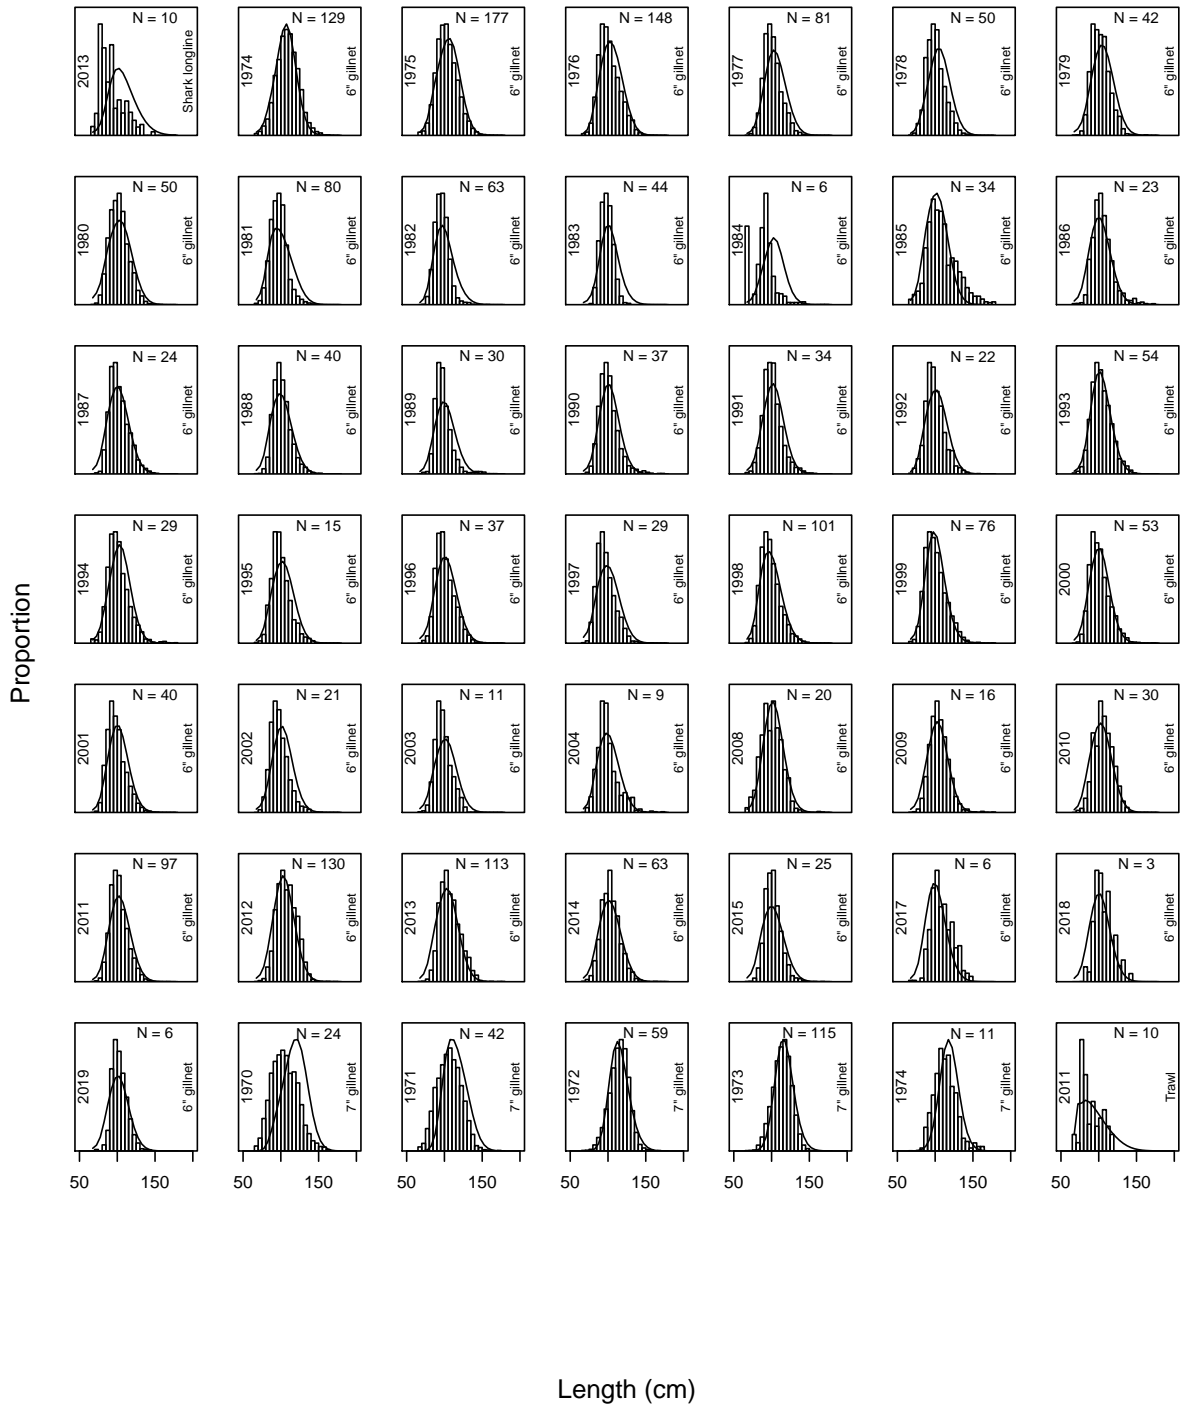 Proportion
2013 N = 10 Shark longline
1974 N = 129 6" gillnet
1975 N = 177 6" gillnet
1976 N = 148 6" gillnet
1977 N = 81 6" gillnet
1978 N = 50 6" gillnet
1979 N = 42 6" gillnet
1980 N = 50 6" gillnet
1981 N = 80 6" gillnet
1982 N = 63 6" gillnet
1983 N = 44 6" gillnet
1984 N = 6 6" gillnet
1985 N = 34 6" gillnet
1986 N = 23 6" gillnet
1987 N = 24 6" gillnet
1988 N = 40 6" gillnet
1989 N = 30 6" gillnet
1990 N = 37 6" gillnet
1991 N = 34 6" gillnet
1992 N = 22 6" gillnet
1993 N = 54 6" gillnet
1994 N = 29 6" gillnet
1995 N = 15 6" gillnet
1996 N = 37 6" gillnet
1997 N = 29 6" gillnet
1998 N = 101 6" gillnet
1999 N = 76 6" gillnet
2000 N = 53 6" gillnet
2001 N = 40 6" gillnet
2002 N = 21 6" gillnet
2003 N = 11 6" gillnet
2004 N = 9 6" gillnet
2008 N = 20 6" gillnet
2009 N = 16 6" gillnet
2010 N = 30 6" gillnet
2011 N = 97 6" gillnet
2012 N = 130 6" gillnet
2013 N = 113 6" gillnet
2014 N = 63 6" gillnet
2015 N = 25 6" gillnet
2017 N = 6 6" gillnet
2018 N = 3 6" gillnet
2019 N = 6 6" gillnet
1970 N = 24 7" gillnet
1971 N = 42 7" gillnet
1972 N = 59 7" gillnet
1973 N = 115 7" gillnet
1974 N = 11 7" gillnet
2011 N = 10 Trawl
50 150 50 150 50 150 50 150 50 150 50 150 50 150
Length (cm)